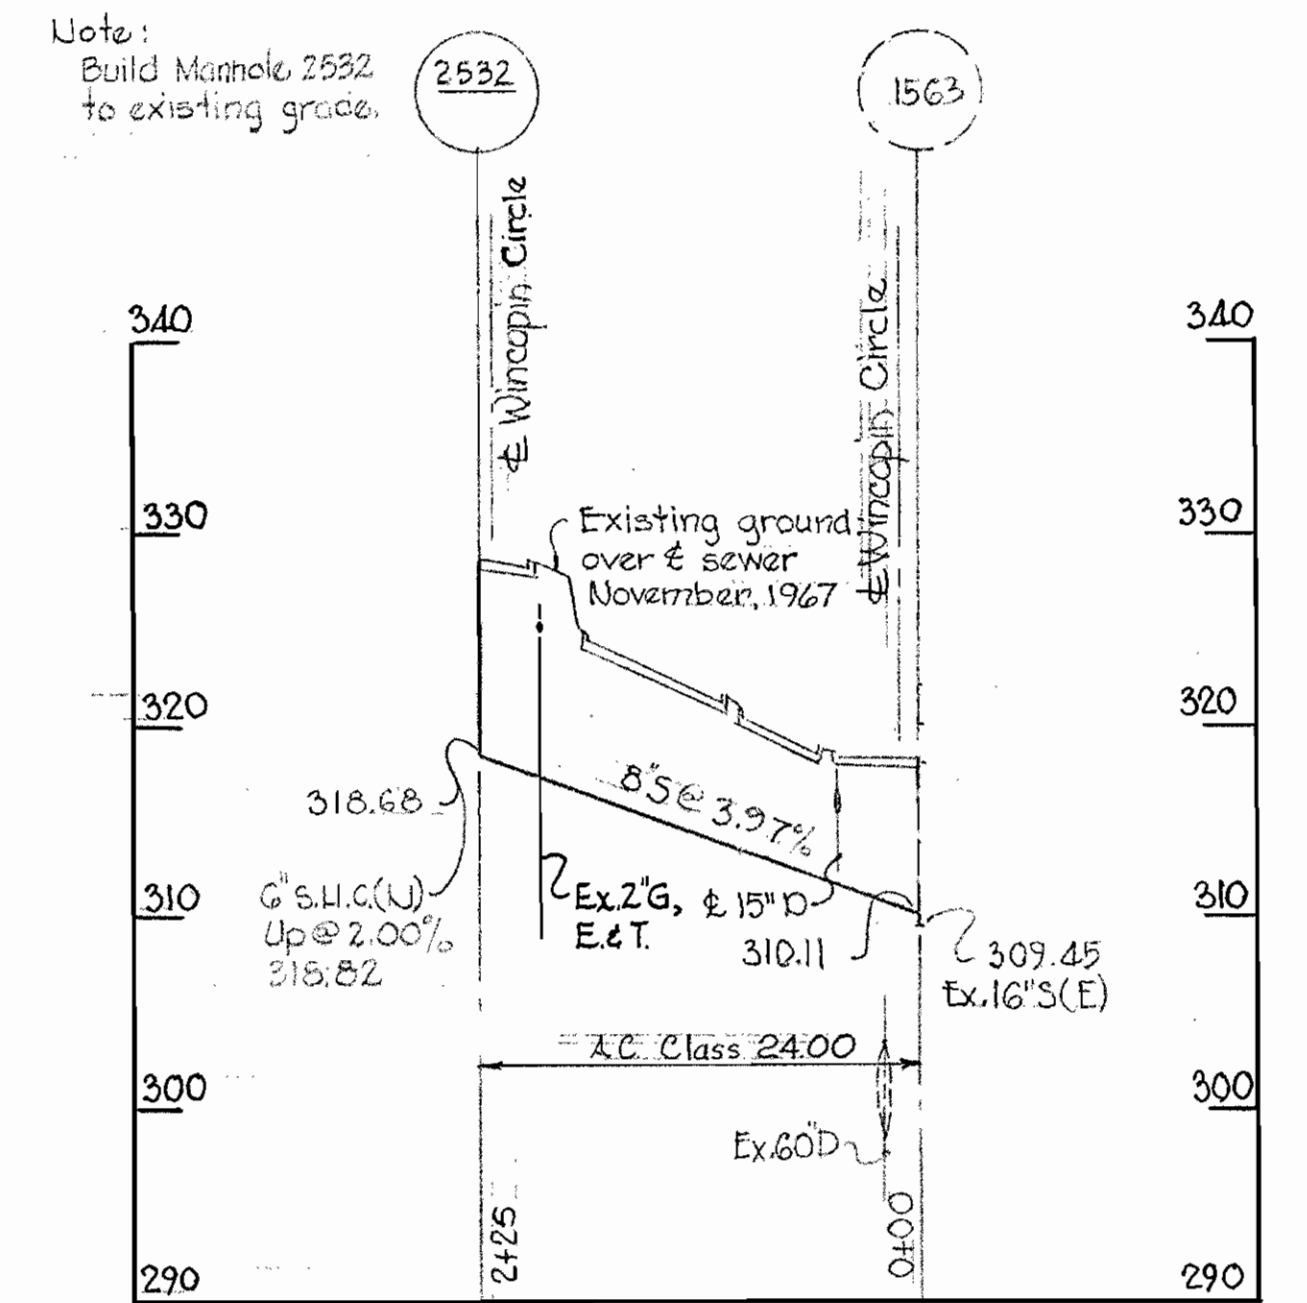 Note:
Build Manhole 2532
to existing grade.
2532
1563
℄ Wincopin Circle
℄ Wincopin Circle
340
340
330
330
Existing ground
over ℄ sewer
November, 1967
320
320
318.68
8"S @ 3.97%
6" S.H.C.(N)
Up @ 2.00%
318.82
310
310
Ex. 2"G,
E.& T.
℄ 15" D
310.11
309.45
Ex. 16"S(E)
A.C. Class 2400
300
300
Ex. 60"D
2+25
0+00
290
290